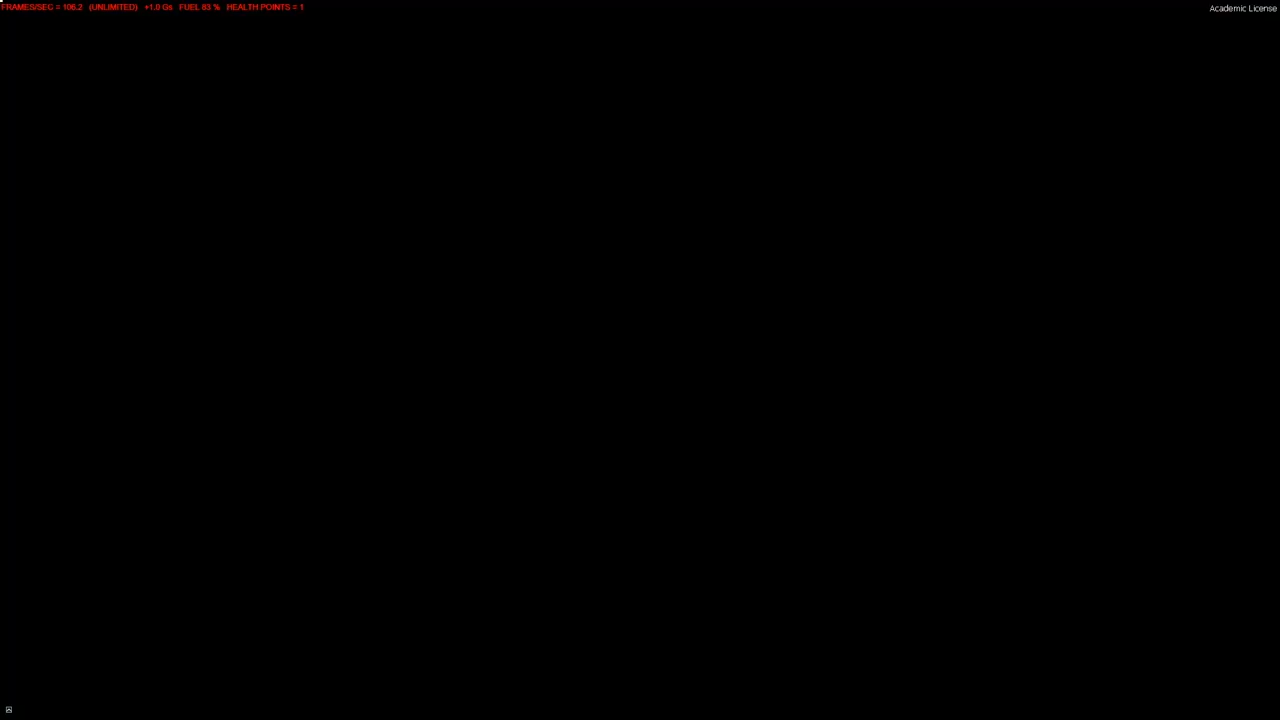 FRAMES/SEC = 106.2 (UNLIMITED) +1.0 Gs FUEL 83 % HEALTH POINTS = 1
Academic License